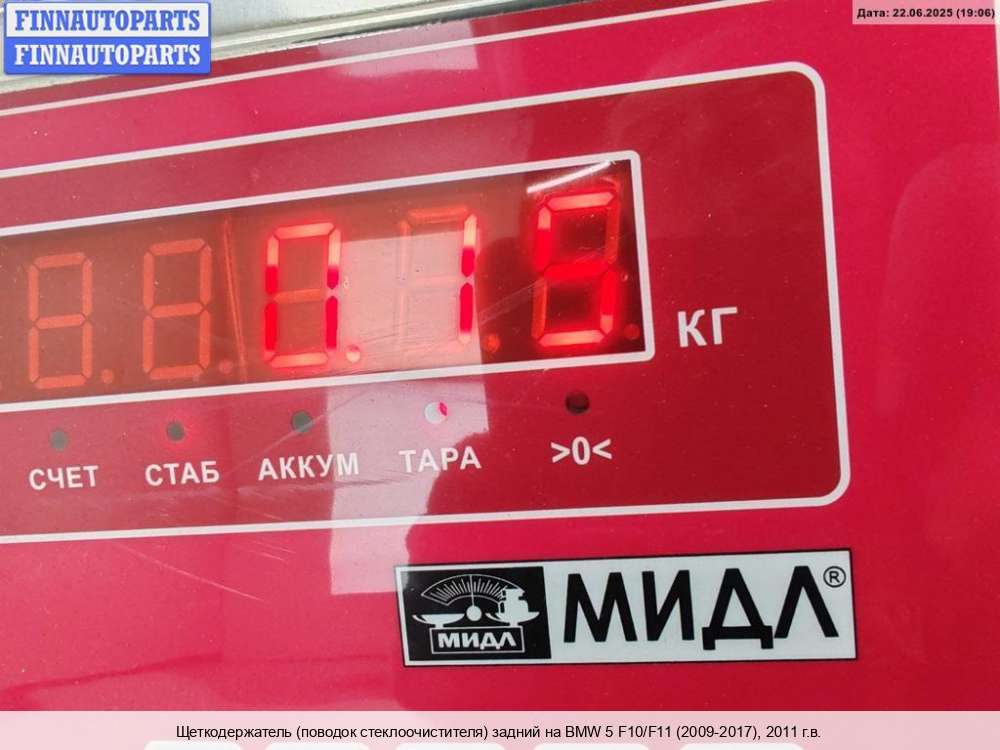 FINNAUTOPARTS
FINNAUTOPARTS
Дата: 22.06.2025 (19:06)
0.15
КГ
СЧЕТ СТАБ АККУМ ТАРА >0<
МИДЛ
МИДЛ®
Щеткодержатель (поводок стеклоочистителя) задний на BMW 5 F10/F11 (2009-2017), 2011 г.в.